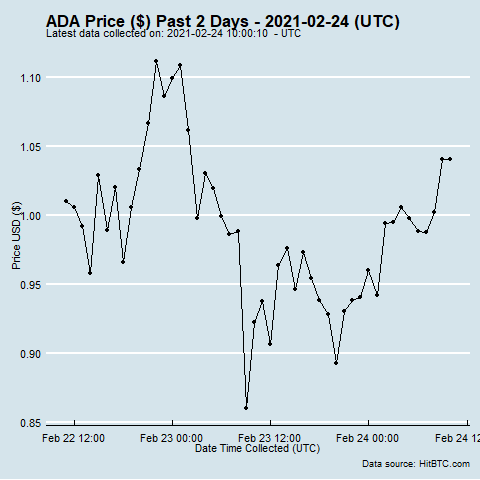 ADA Price ($) Past 2 Days - 2021-02-24 (UTC)
Latest data collected on: 2021-02-24 10:00:10 - UTC
1.10
1.05
1.00
0.95
0.90
0.85
Price USD ($)
Feb 22 12:00 Feb 23 00:00 Feb 23 12:00 Feb 24 00:00 Feb 24 12
Date Time Collected (UTC)
Data source: HitBTC.com